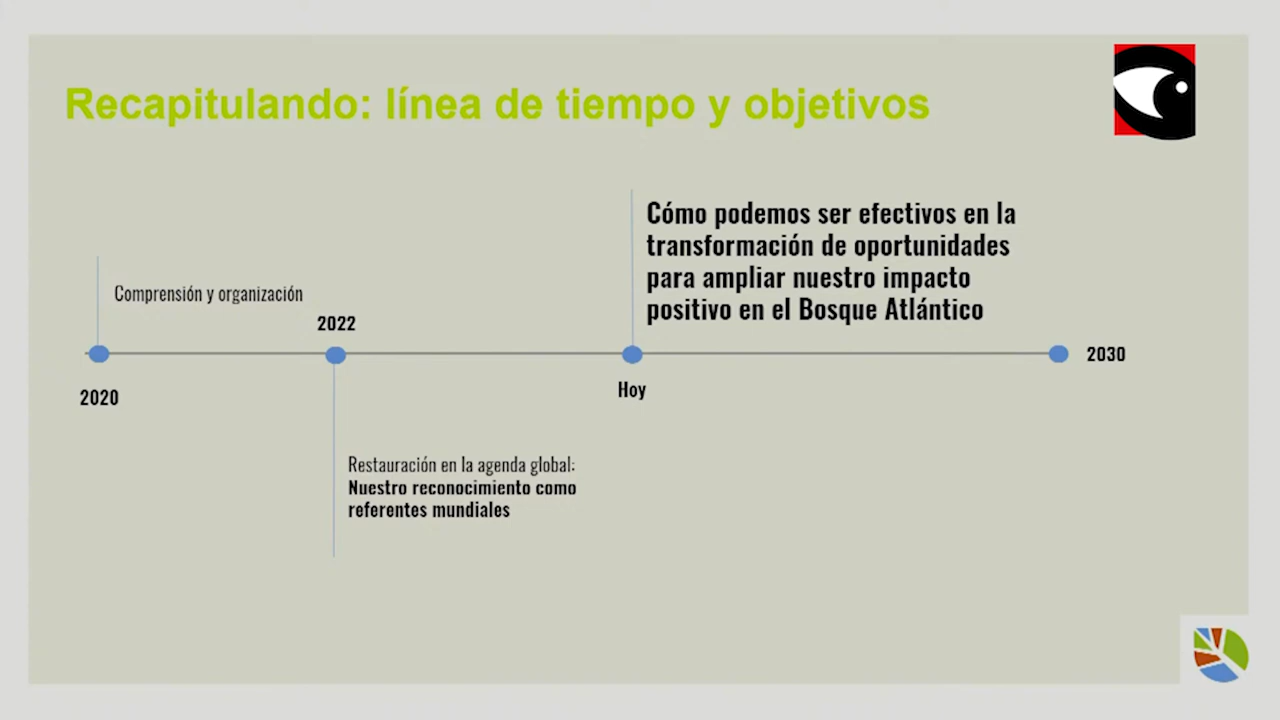 Recapitulando: línea de tiempo y objetivos
Cómo podemos ser efectivos en la
transformación de oportunidades
para ampliar nuestro impacto
positivo en el Bosque Atlántico
Comprensión y organización
2022
2030
2020
Hoy
Restauración en la agenda global:
Nuestro reconocimiento como
referentes mundiales